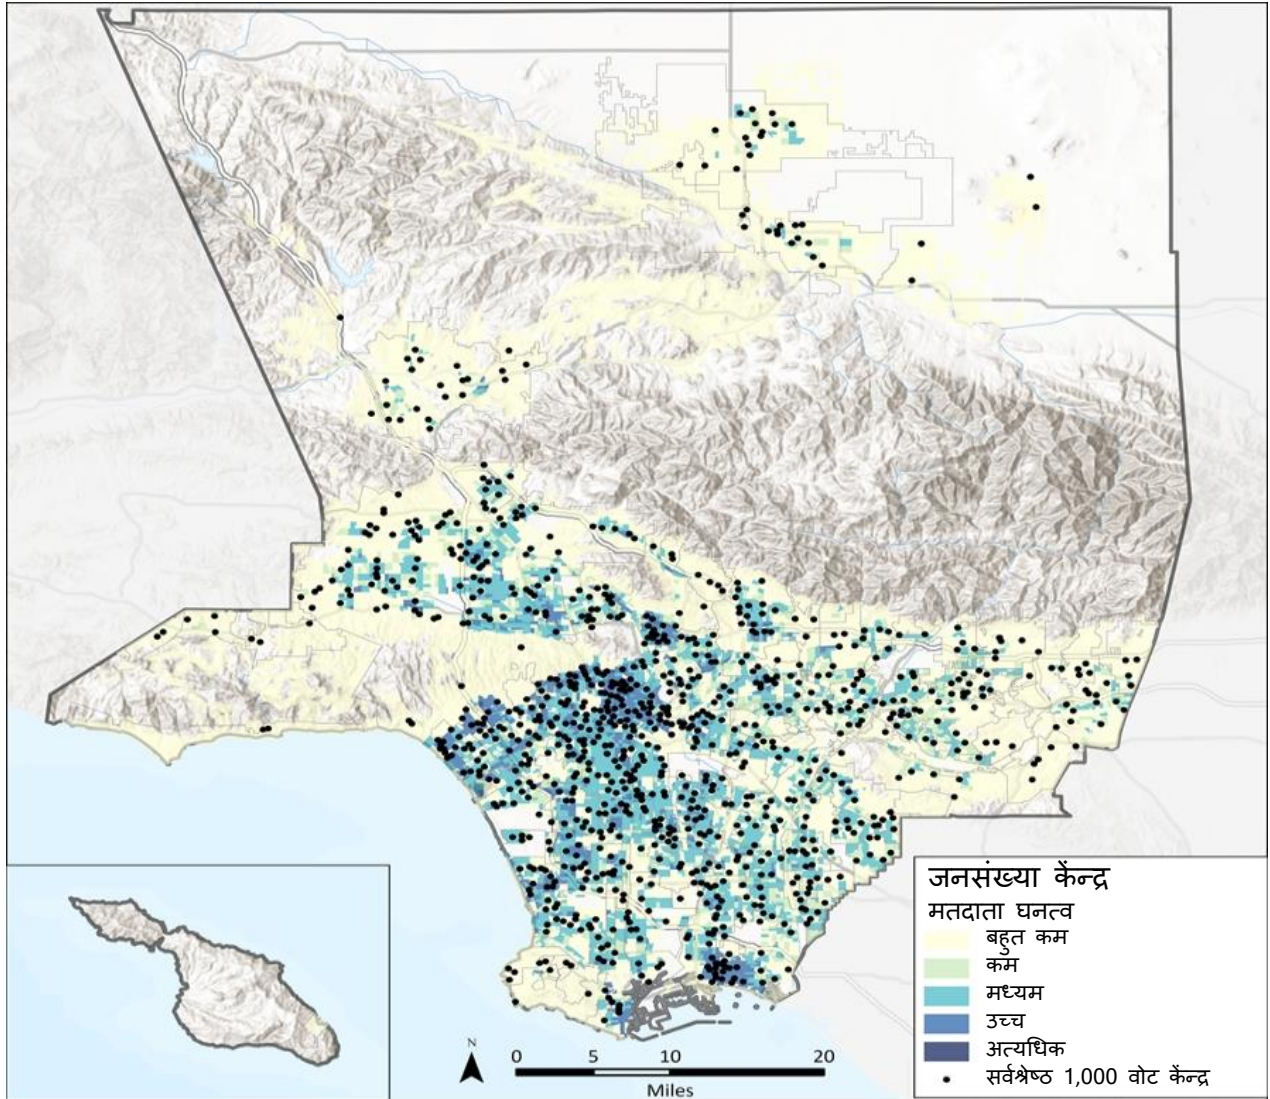 जनसंख्या केंन्द्र
मतदाता घनत्व
बहुत कम
कम
मध्यम
उच्च
अत्यधिक
सर्वश्रेष्ठ 1,000 वोट केंन्द्र
N
0 5 10 20
Miles